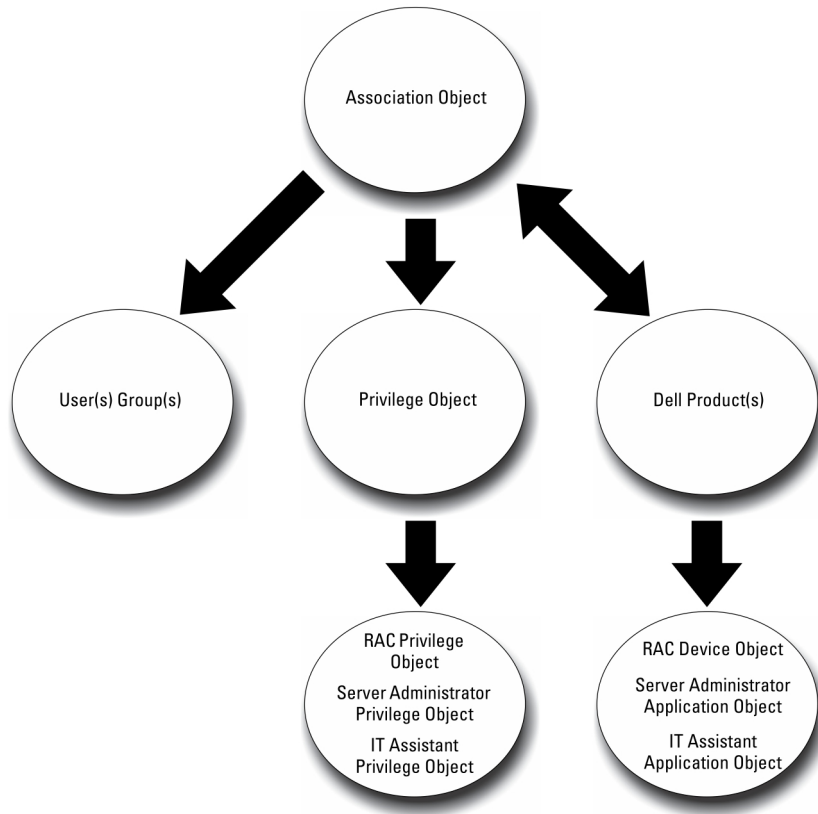 Association Object
User(s) Group(s)
Privilege Object
Dell Product(s)
RAC Privilege
Object
Server Administrator
Privilege Object
IT Assistant
Privilege Object
RAC Device Object
Server Administrator
Application Object
IT Assistant
Application Object